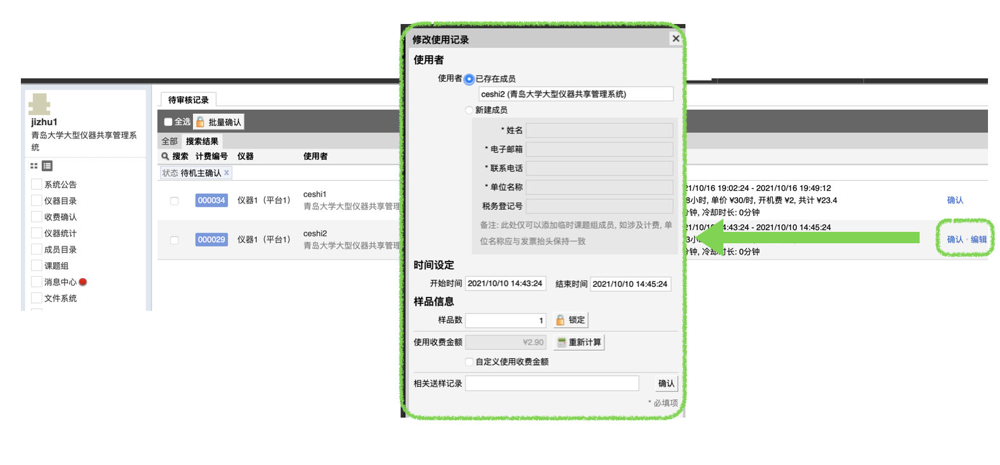 jizhu1
青岛大学大型仪器共享管理系
统
系统公告
仪器目录
收费确认
仪器统计
成员目录
课题组
消息中心
文件系统
待审核记录
全选 批量确认
全部 搜索结果
搜索 计费编号 仪器 使用者
状态 待机主确认 x
000034 仪器1（平台1） ceshi1
青岛大学大型仪器共享管理
21/10/16 19:02:24 - 2021/10/16 19:49:12
8小时, 单价 ¥30/时, 开机费 ¥2, 共计 ¥23.4
钟, 冷却时长: 0分钟
确认
000029 仪器1（平台1） ceshi2
青岛大学大型仪器共享管理
4:43:24 - 2021/10/10 14:45:24
钟, 冷却时长: 0分钟
确认 · 编辑
修改使用记录
使用者
使用者 已存在成员
ceshi2 (青岛大学大型仪器共享管理系统)
新建成员
* 姓名
* 电子邮箱
* 联系电话
* 单位名称
税务登记号
备注: 此处仅可以添加临时课题组成员, 如涉及计费, 单
位名称应与发票抬头保持一致
时间设定
开始时间 2021/10/10 14:43:24 结束时间 2021/10/10 14:45:24
样品信息
样品数 1 锁定
使用收费金额 ¥2.90 重新计算
自定义使用收费金额
相关送样记录 确认
* 必填项